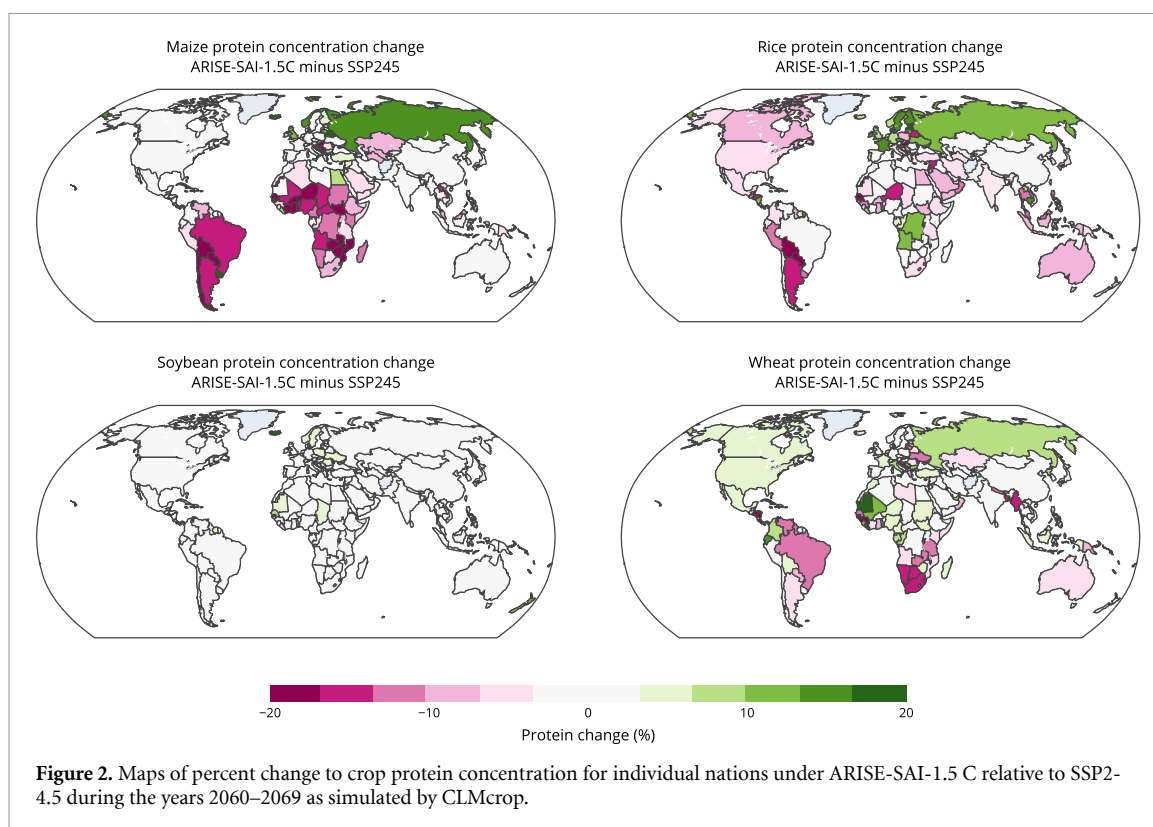 Maize protein concentration change
ARISE-SAI-1.5C minus SSP245
Rice protein concentration change
ARISE-SAI-1.5C minus SSP245
Soybean protein concentration change
ARISE-SAI-1.5C minus SSP245
Wheat protein concentration change
ARISE-SAI-1.5C minus SSP245
−20 −10 0 10 20
Protein change (%)
Figure 2. Maps of percent change to crop protein concentration for individual nations under ARISE-SAI-1.5 C relative to SSP2-
4.5 during the years 2060–2069 as simulated by CLMcrop.